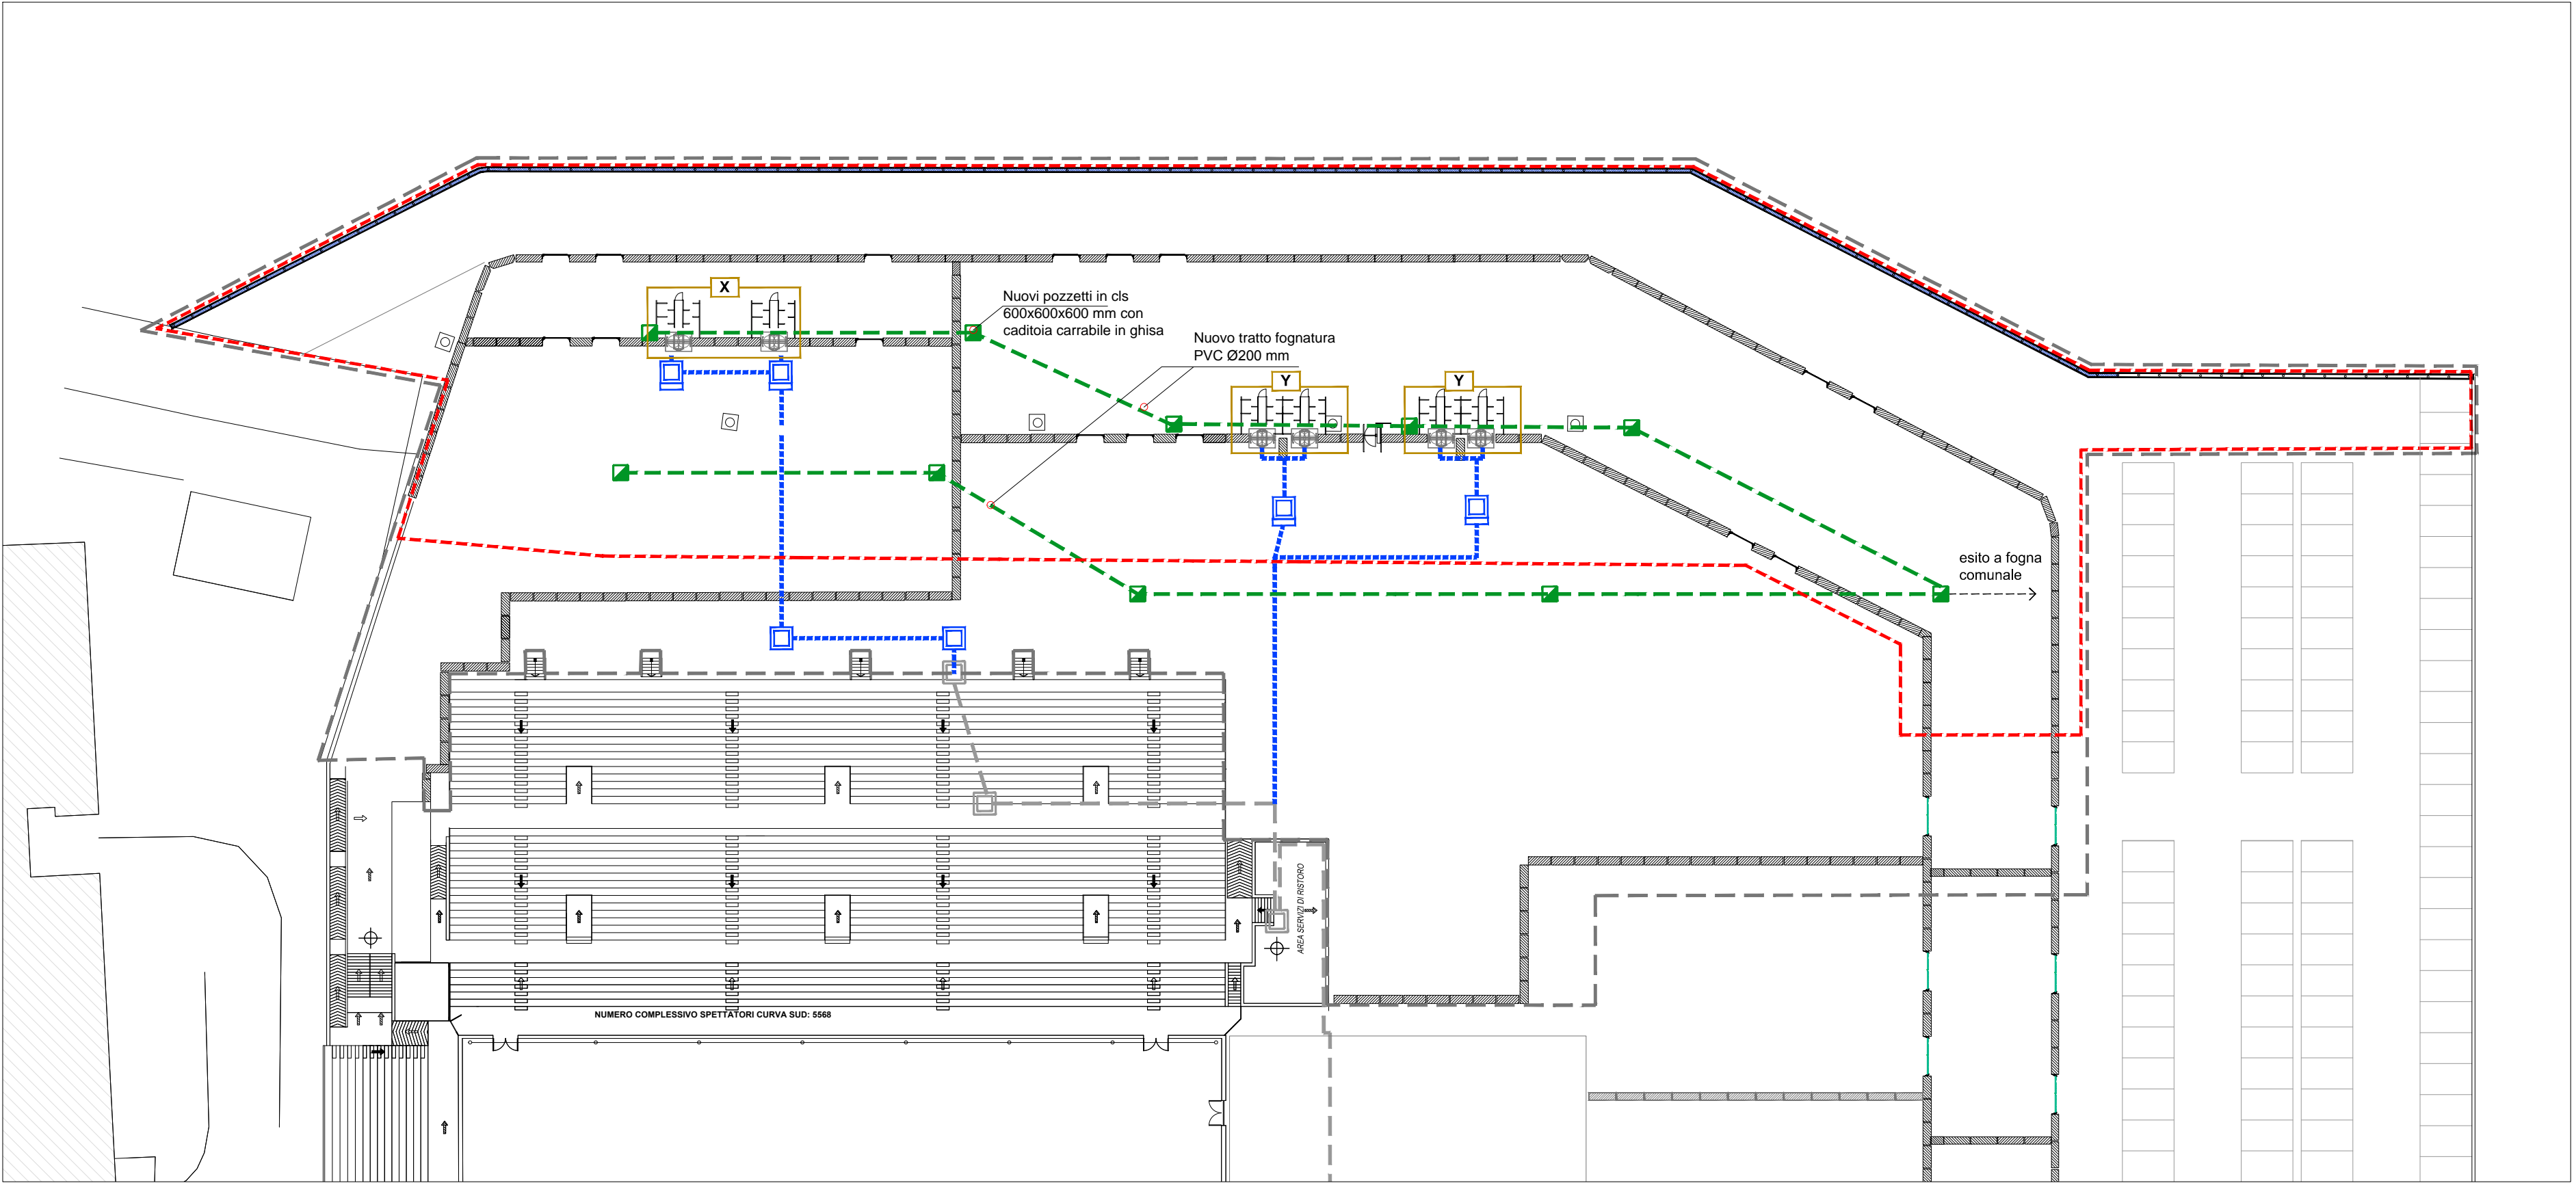 X
Nuovi pozzetti in cls
600x600x600 mm con
caditoia carrabile in ghisa
Nuovo tratto fognatura
PVC Ø200 mm
Y
Y
esito a fogna
comunale
AREA SERVIZI DI RISTORO
NUMERO COMPLESSIVO SPETTATORI CURVA SUD: 5568